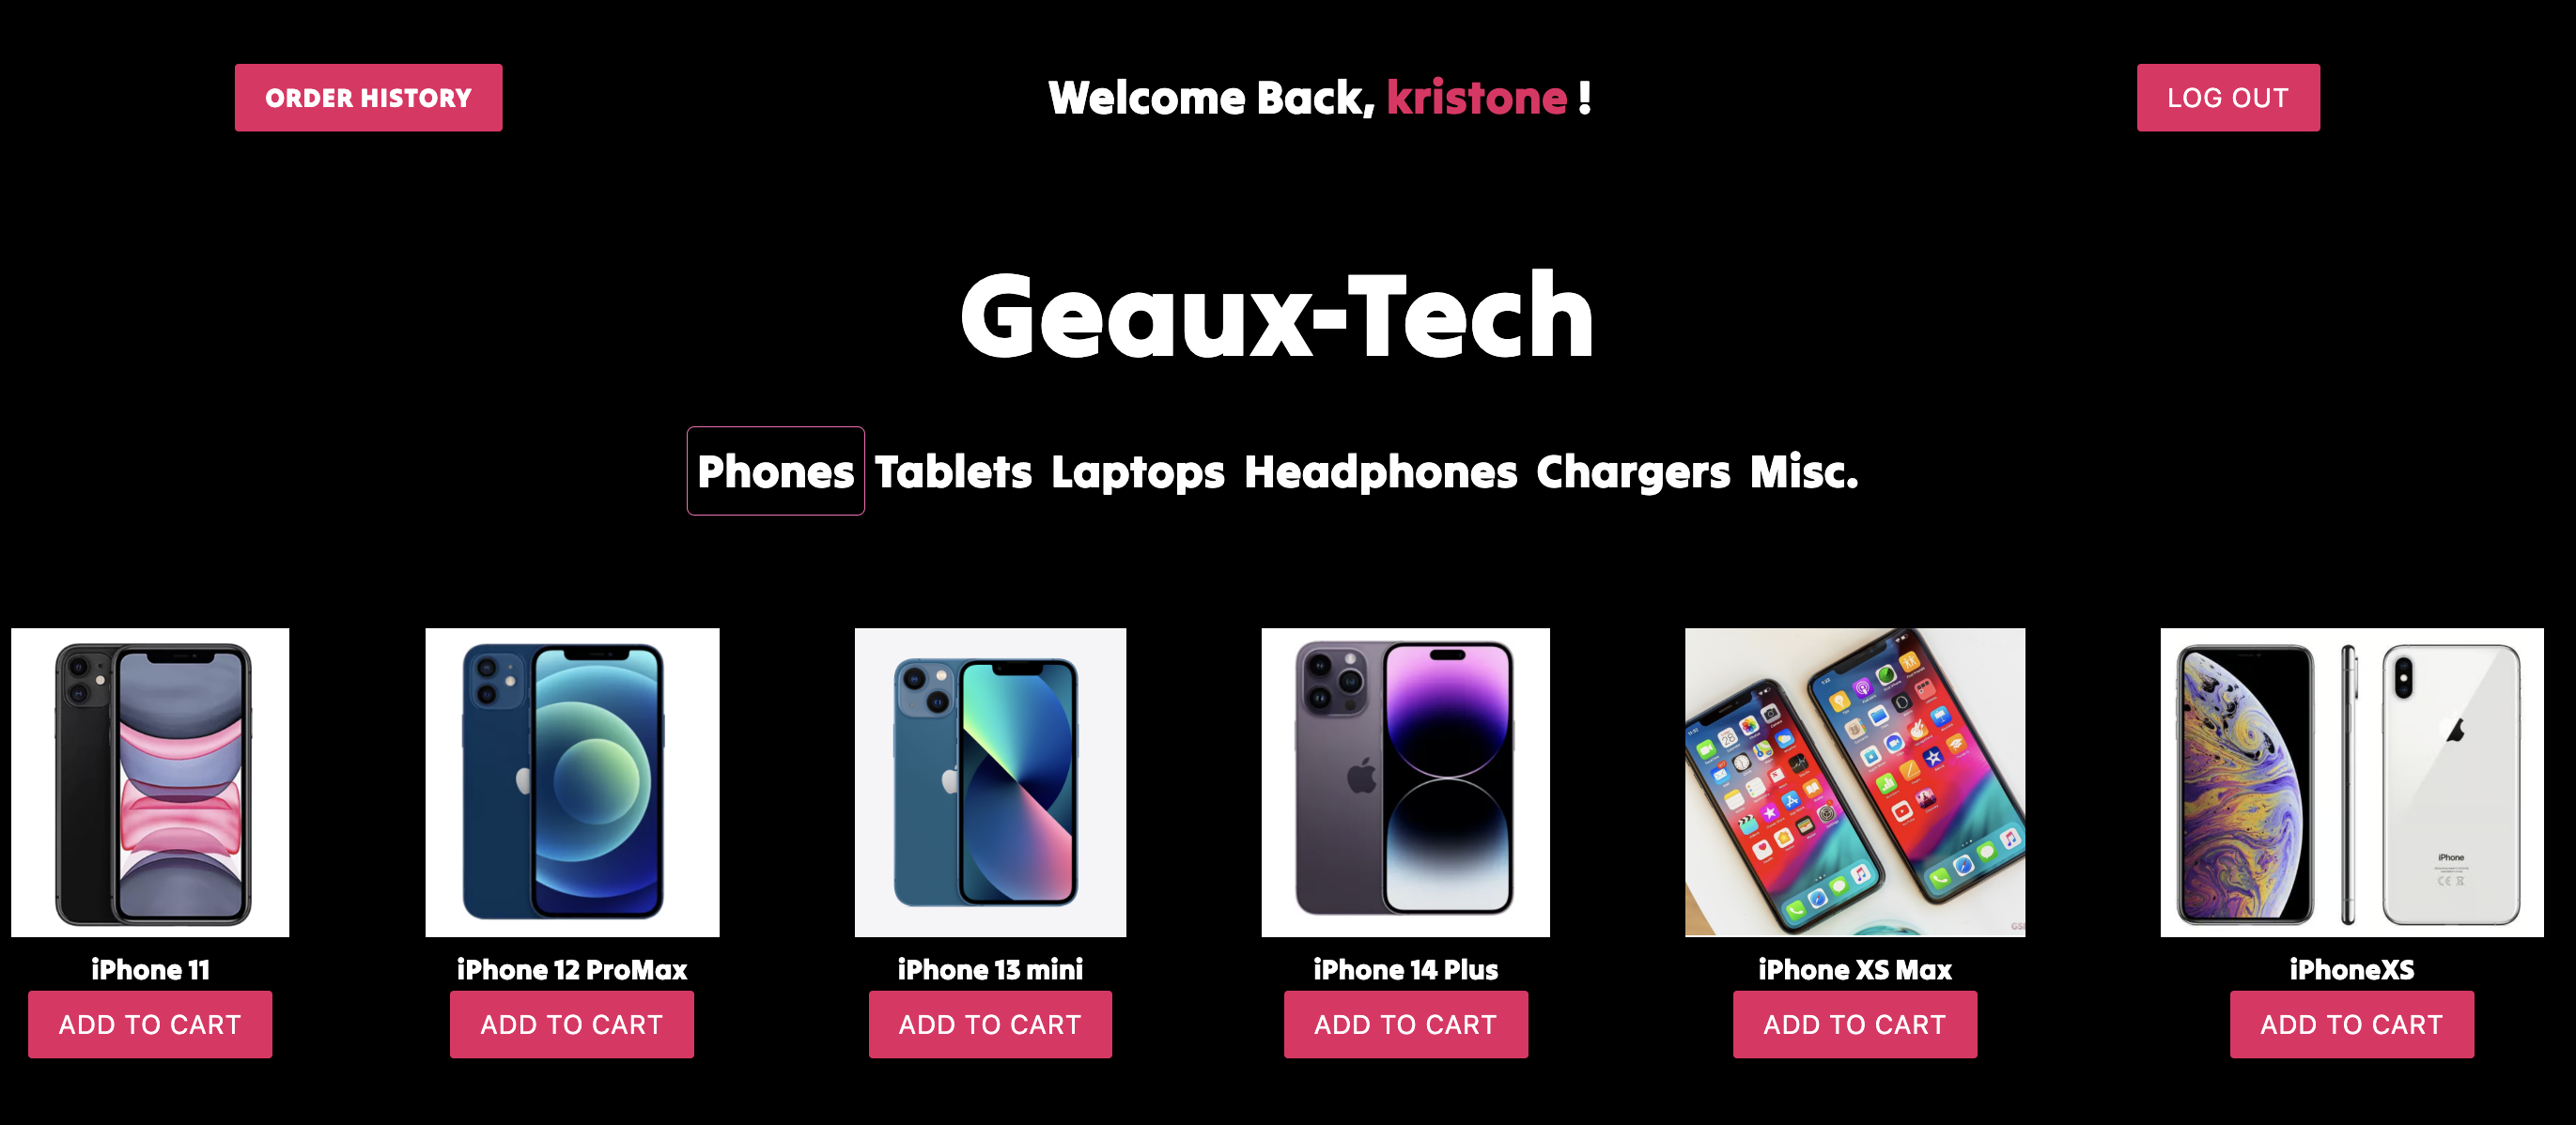 ORDER HISTORY
Welcome Back, kristone !
LOG OUT
Geaux-Tech
Phones Tablets Laptops Headphones Chargers Misc.
iPhone
iPhone 11
iPhone 12 ProMax
iPhone 13 mini
iPhone 14 Plus
iPhone XS Max
iPhoneXS
ADD TO CART
ADD TO CART
ADD TO CART
ADD TO CART
ADD TO CART
ADD TO CART